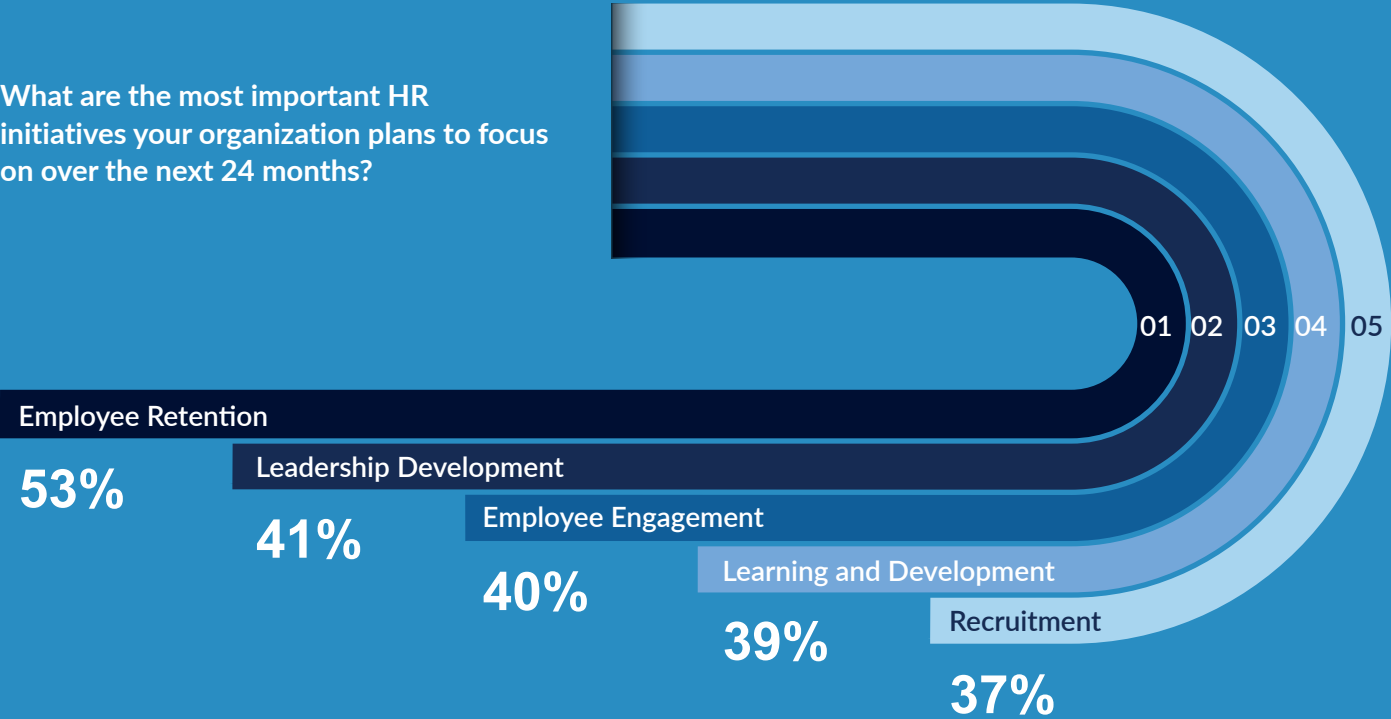 What are the most important HR
initiatives your organization plans to focus
on over the next 24 months?
01 02 03 04 05
Employee Retention
53%
Leadership Development
41%
Employee Engagement
40%
Learning and Development
39%
Recruitment
37%